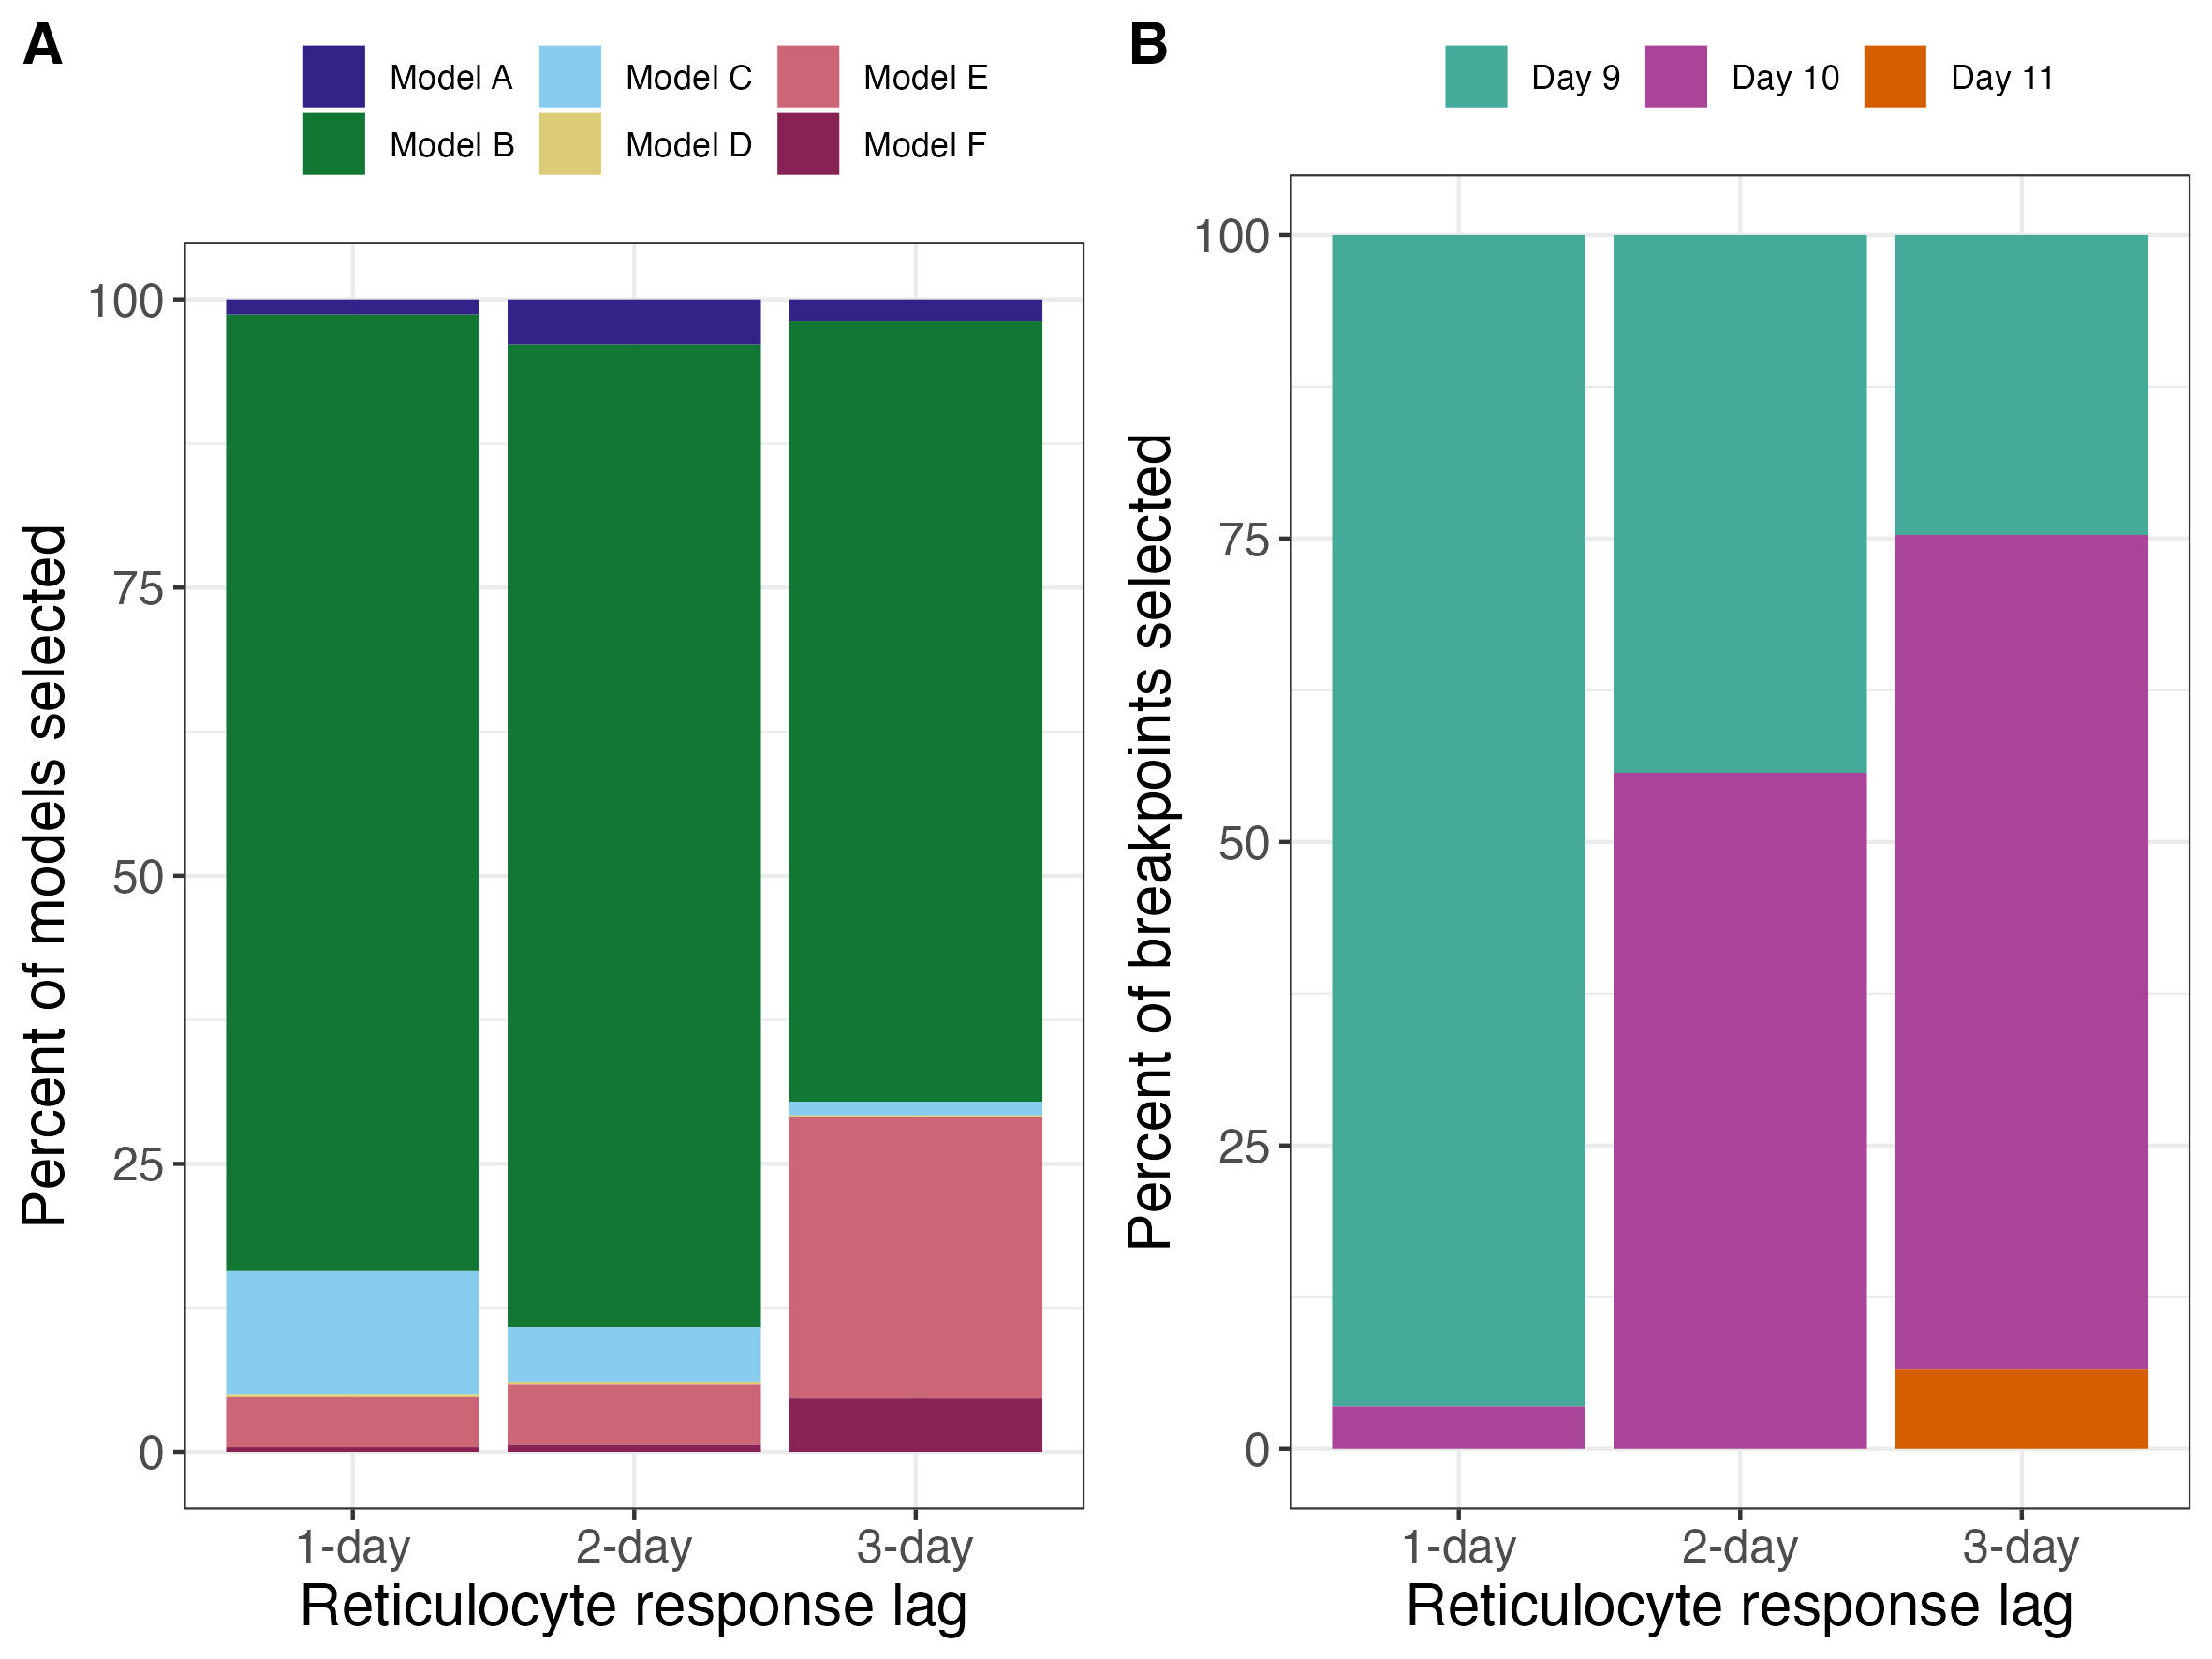 A
Model A
Model C
Model E
Model B
Model D
Model F
Percent of models selected
100
75
50
25
0
1-day
2-day
3-day
Reticulocyte response lag
B
Day 9
Day 10
Day 11
Percent of breakpoints selected
100
75
50
25
0
1-day
2-day
3-day
Reticulocyte response lag